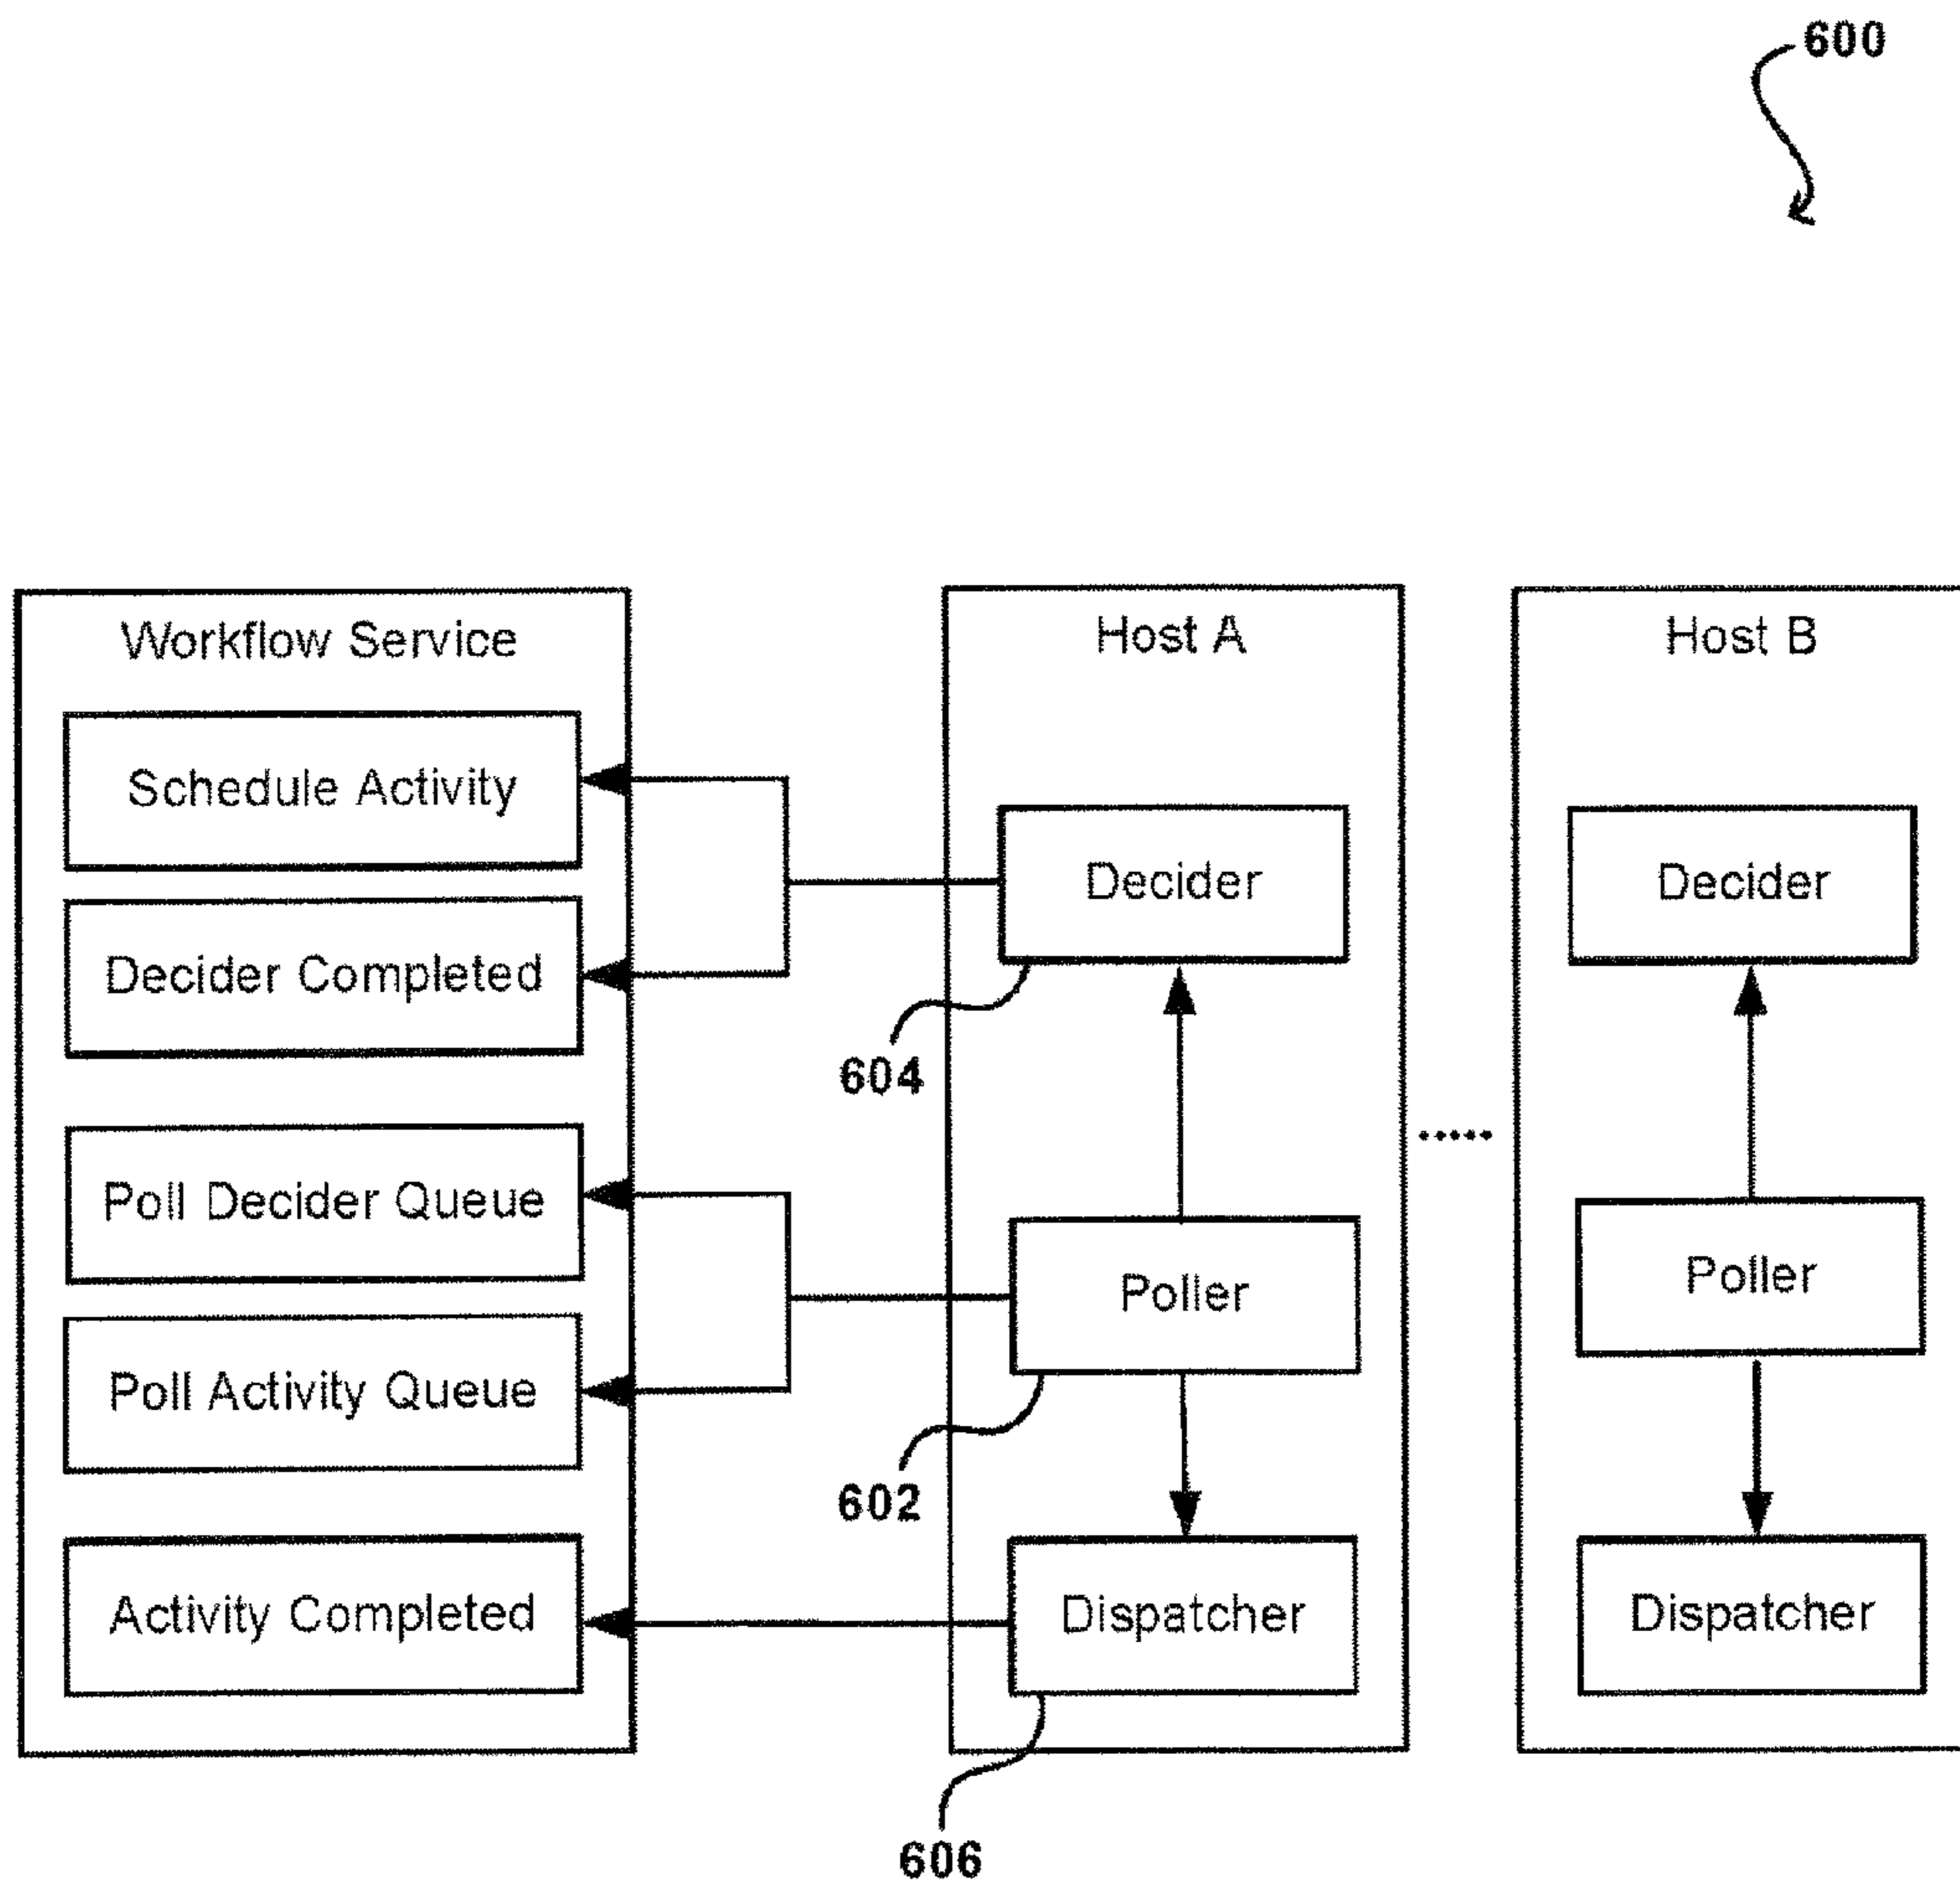 600
Workflow Service
Schedule Activity
Decider Completed
Poll Decider Queue
Poll Activity Queue
Activity Completed
Host A
Decider
604
Poller
602
Dispatcher
606
.....
Host B
Decider
Poller
Dispatcher